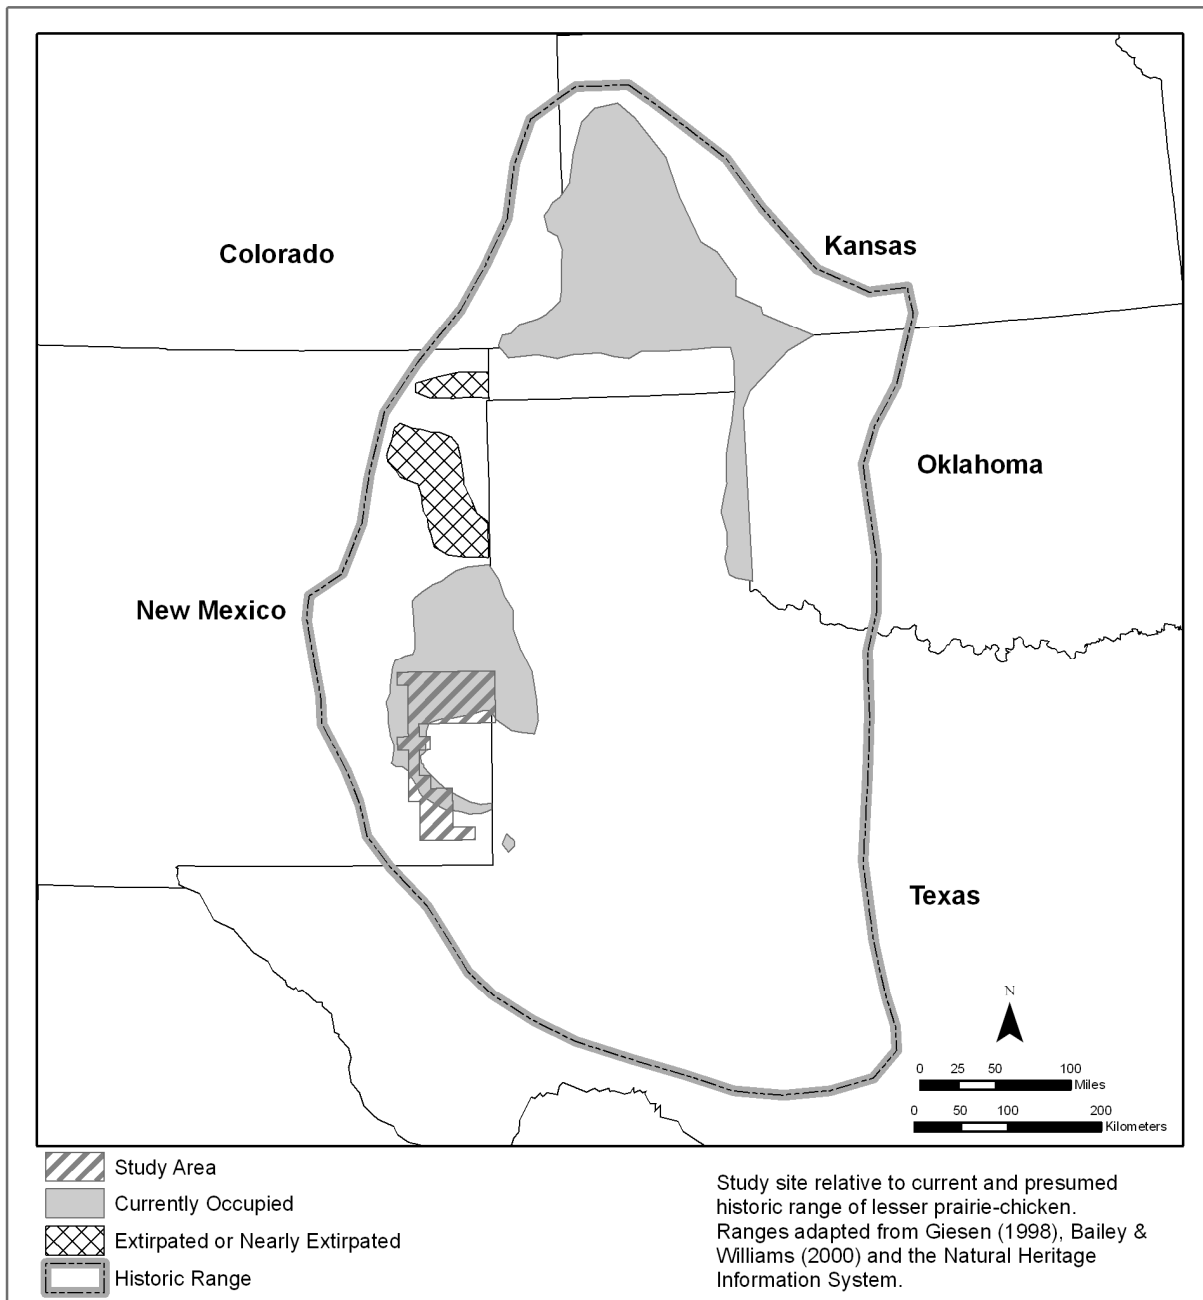 Colorado
Kansas
Oklahoma
New Mexico
Texas
N
0 25 50 100
Miles
0 50 100 200
Kilometers
Study Area
Currently Occupied
Extirpated or Nearly Extirpated
Historic Range
Study site relative to current and presumed
historic range of lesser prairie-chicken.
Ranges adapted from Giesen (1998), Bailey &
Williams (2000) and the Natural Heritage
Information System.